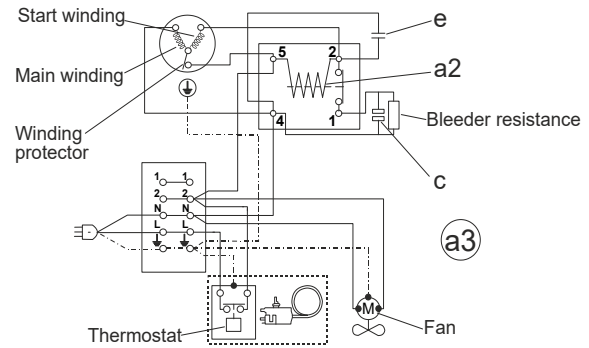 Start winding
e
5 2
a2
Main winding
4 1
Bleeder resistance
Winding
protector
c
1 1
2 2
N N
L L
a3
M
Thermostat
Fan